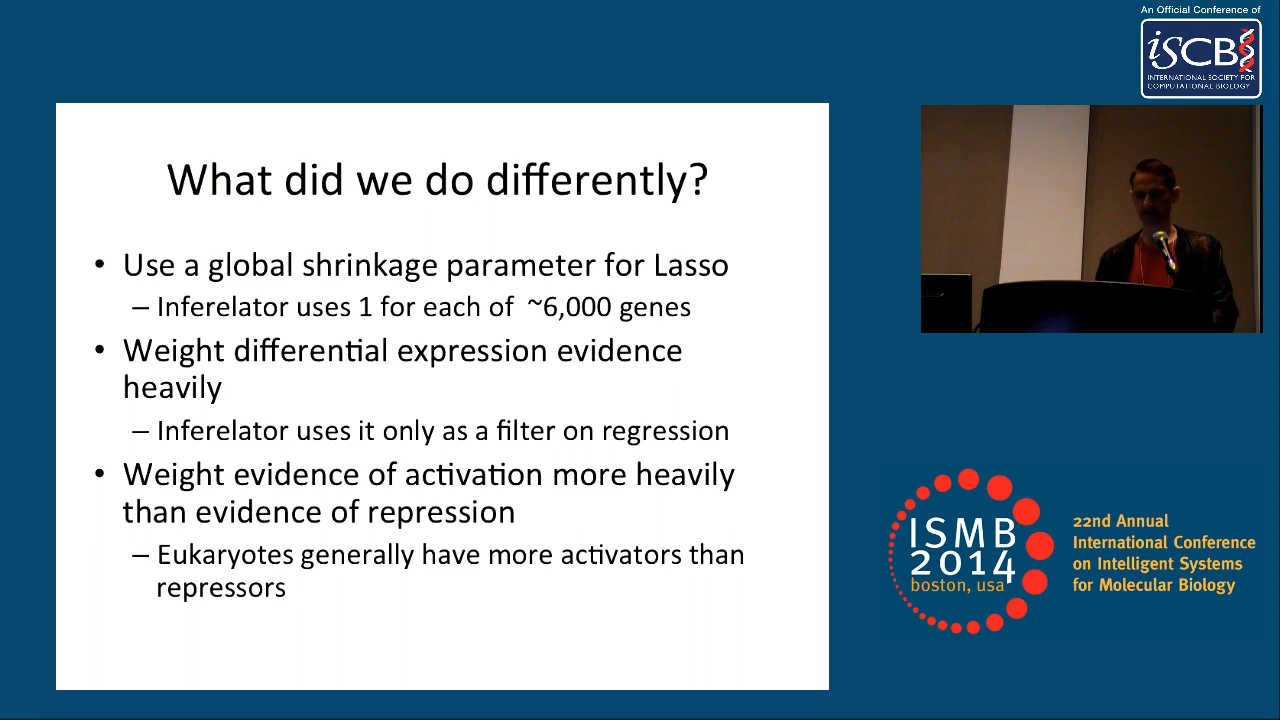 An Official Conference of
iSCB
INTERNATIONAL SOCIETY FOR
COMPUTATIONAL BIOLOGY
What did we do differently?
• Use a global shrinkage parameter for Lasso
– Inferelator uses 1 for each of ~6,000 genes
• Weight differential expression evidence
heavily
– Inferelator uses it only as a filter on regression
• Weight evidence of activation more heavily
than evidence of repression
– Eukaryotes generally have more activators than
repressors
ISMB
2014
boston, usa
22nd Annual
International Conference
on Intelligent Systems
for Molecular Biology